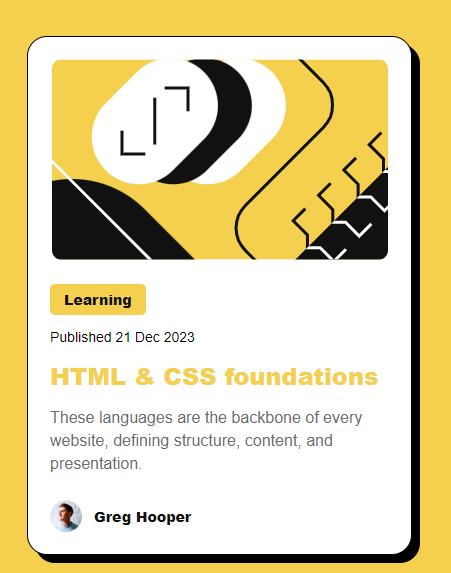 Learning
Published 21 Dec 2023
HTML & CSS foundations
These languages are the backbone of every
website, defining structure, content, and
presentation.
Greg Hooper